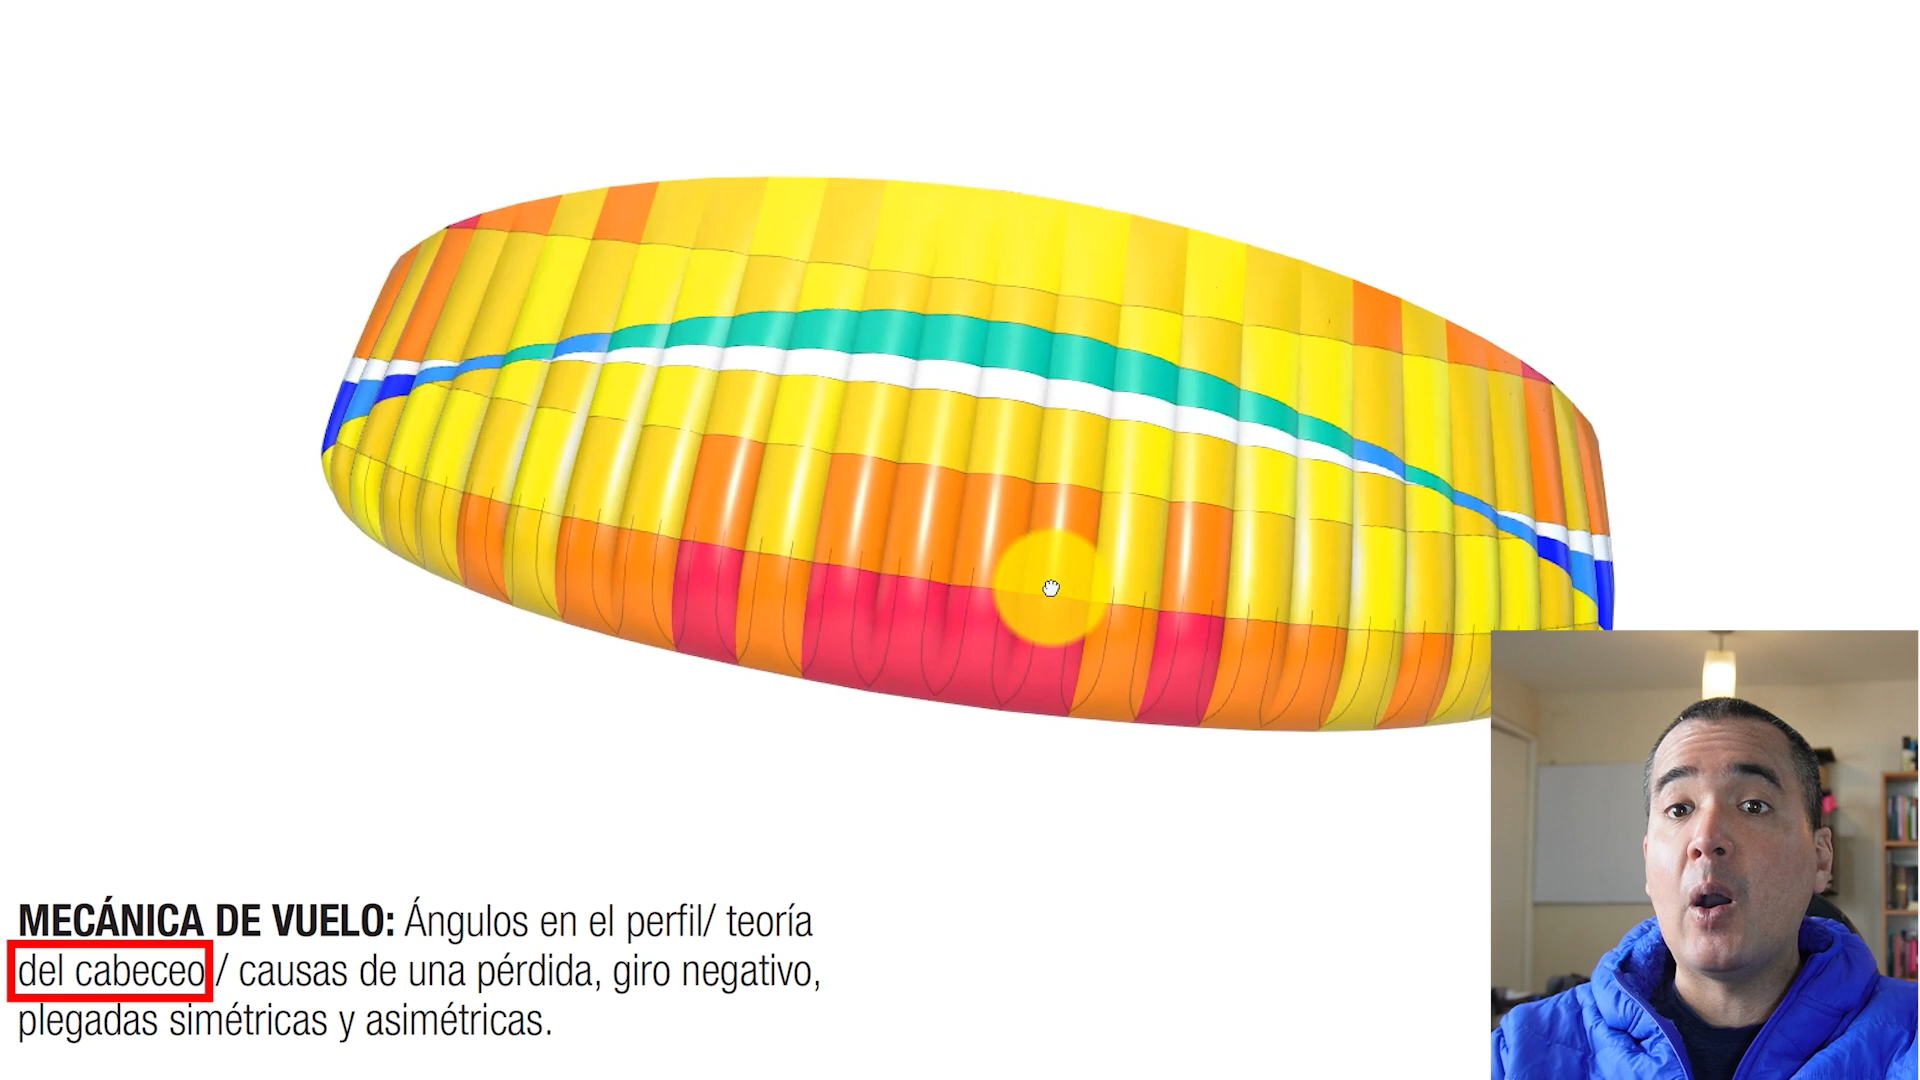 MECÁNICA DE VUELO: Ángulos en el perfil/ teoría
del cabeceo / causas de una pérdida, giro negativo,
plegadas simétricas y asimétricas.